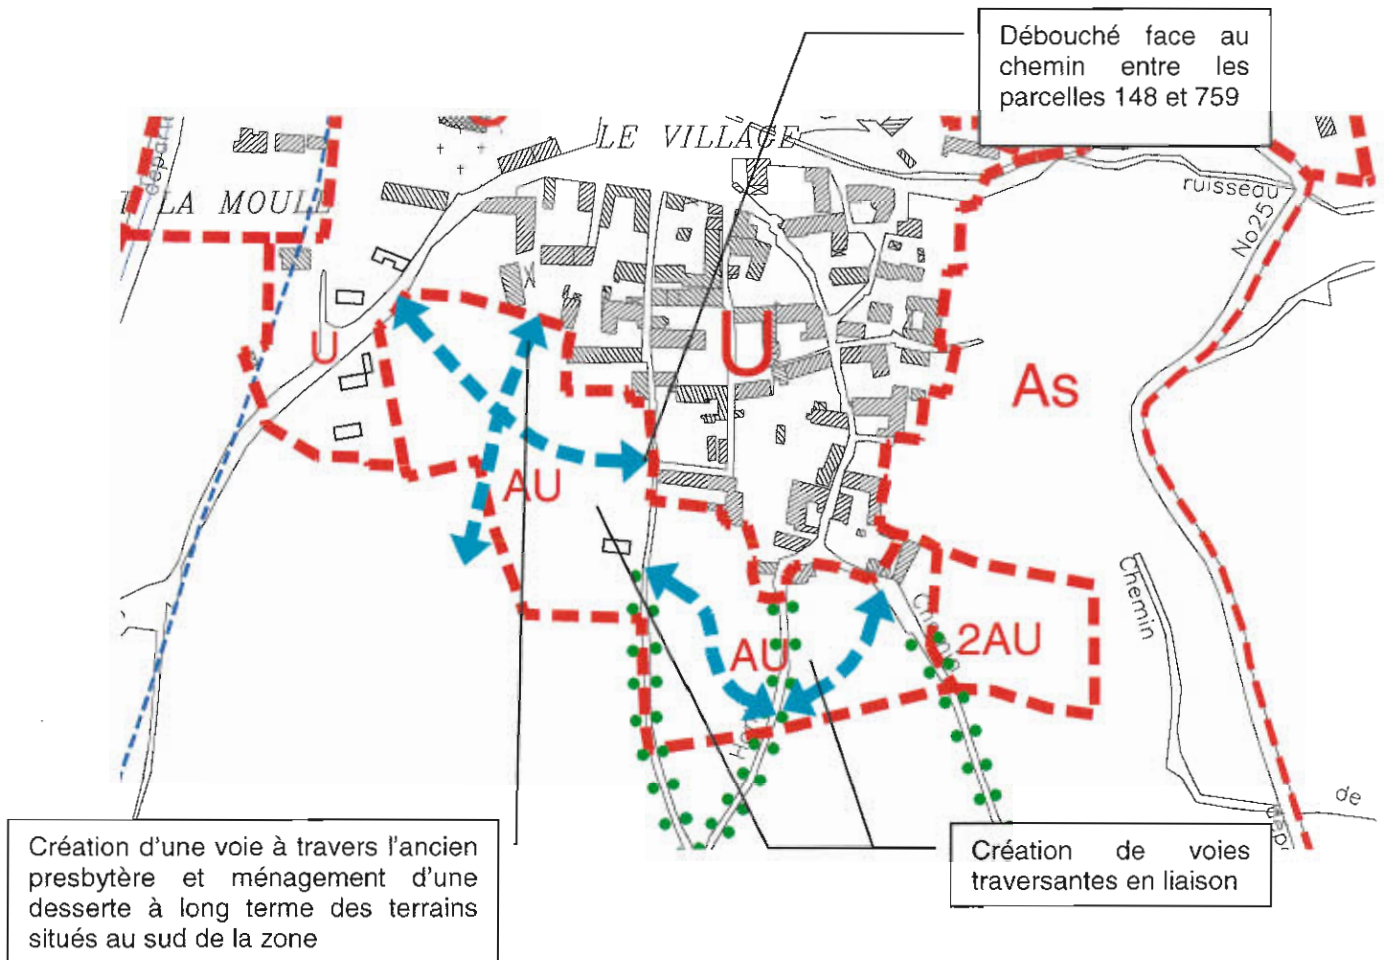 Débouché face au
chemin entre les
parcelles 148 et 759
LE VILLAGE
LA MOULE
ruisseau
No25
U
U
As
AU
Chemin
Chemin
AU
2AU
de
Création d'une voie à travers l'ancien
presbytère et ménagement d'une
desserte à long terme des terrains
situés au sud de la zone
Création de voies
traversantes en liaison